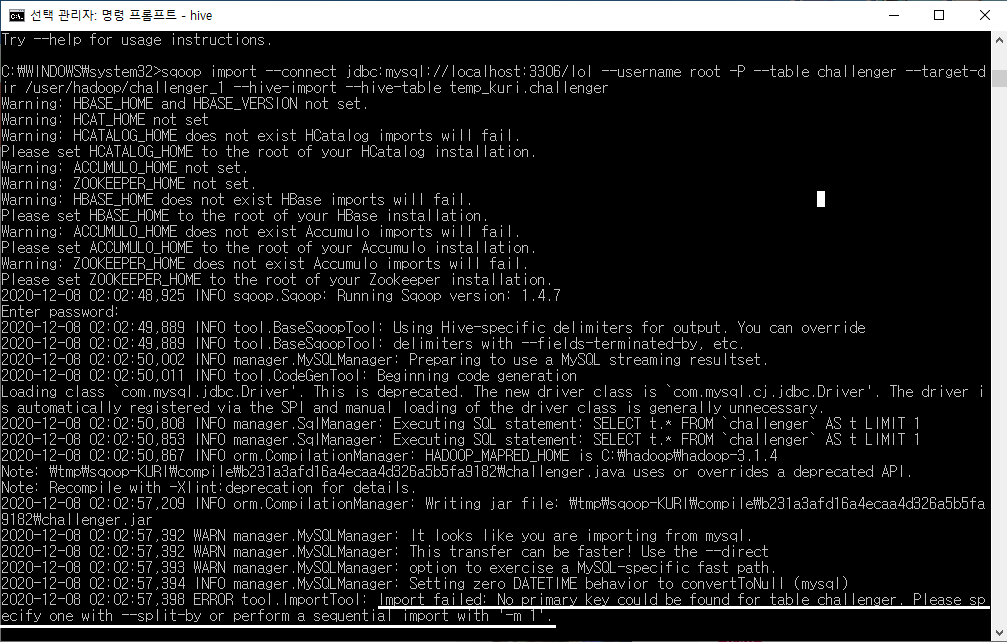 선택 관리자: 명령 프롬프트 - hive
Try --help for usage instructions.
C:₩WINDOWS₩system32>sqoop import --connect jdbc:mysql://localhost:3306/lol --username root -P --table challenger --target-d
ir /user/hadoop/challenger_1 --hive-import --hive-table temp_kuri.challenger
Warning: HBASE_HOME and HBASE_VERSION not set.
Warning: HCAT_HOME not set
Warning: HCATALOG_HOME does not exist HCatalog imports will fail.
Please set HCATALOG_HOME to the root of your HCatalog installation.
Warning: ACCUMULO_HOME not set.
Warning: ZOOKEEPER_HOME not set.
Warning: HBASE_HOME does not exist HBase imports will fail.
Please set HBASE_HOME to the root of your HBase installation.
Warning: ACCUMULO_HOME does not exist Accumulo imports will fail.
Please set ACCUMULO_HOME to the root of your Accumulo installation.
Warning: ZOOKEEPER_HOME does not exist Accumulo imports will fail.
Please set ZOOKEEPER_HOME to the root of your Zookeeper installation.
2020-12-08 02:02:48,925 INFO sqoop.Sqoop: Running Sqoop version: 1.4.7
Enter password:
2020-12-08 02:02:49,889 INFO tool.BaseSqoopTool: Using Hive-specific delimiters for output. You can override
2020-12-08 02:02:49,889 INFO tool.BaseSqoopTool: delimiters with --fields-terminated-by, etc.
2020-12-08 02:02:50,002 INFO manager.MySQLManager: Preparing to use a MySQL streaming resultset.
2020-12-08 02:02:50,011 INFO tool.CodeGenTool: Beginning code generation
Loading class `com.mysql.jdbc.Driver'. This is deprecated. The new driver class is `com.mysql.cj.jdbc.Driver'. The driver i
s automatically registered via the SPI and manual loading of the driver class is generally unnecessary.
2020-12-08 02:02:50,808 INFO manager.SqlManager: Executing SQL statement: SELECT t.* FROM `challenger` AS t LIMIT 1
2020-12-08 02:02:50,853 INFO manager.SqlManager: Executing SQL statement: SELECT t.* FROM `challenger` AS t LIMIT 1
2020-12-08 02:02:50,867 INFO orm.CompilationManager: HADOOP_MAPRED_HOME is C:₩hadoop₩hadoop-3.1.4
Note: ₩tmp₩sqoop-KURI₩compile₩b231a3afd16a4ecaa4d326a5b5fa9182₩challenger.java uses or overrides a deprecated API.
Note: Recompile with -Xlint:deprecation for details.
2020-12-08 02:02:57,209 INFO orm.CompilationManager: Writing jar file: ₩tmp₩sqoop-KURI₩compile₩b231a3afd16a4ecaa4d326a5b5fa
9182₩challenger.jar
2020-12-08 02:02:57,392 WARN manager.MySQLManager: It looks like you are importing from mysql.
2020-12-08 02:02:57,392 WARN manager.MySQLManager: This transfer can be faster! Use the --direct
2020-12-08 02:02:57,393 WARN manager.MySQLManager: option to exercise a MySQL-specific fast path.
2020-12-08 02:02:57,394 INFO manager.MySQLManager: Setting zero DATETIME behavior to convertToNull (mysql)
2020-12-08 02:02:57,398 ERROR tool.ImportTool: Import failed: No primary key could be found for table challenger. Please sp
ecify one with --split-by or perform a sequential import with '-m 1'.